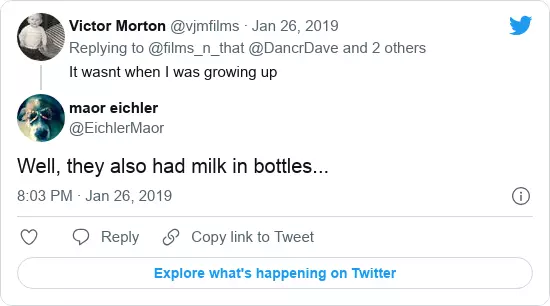 Victor Morton @vjmfilms · Jan 26, 2019
Replying to @films_n_that @DancrDave and 2 others
It wasnt when I was growing up
maor eichler
@EichlerMaor
Well, they also had milk in bottles...
8:03 PM · Jan 26, 2019
Reply
Copy link to Tweet
Explore what's happening on Twitter